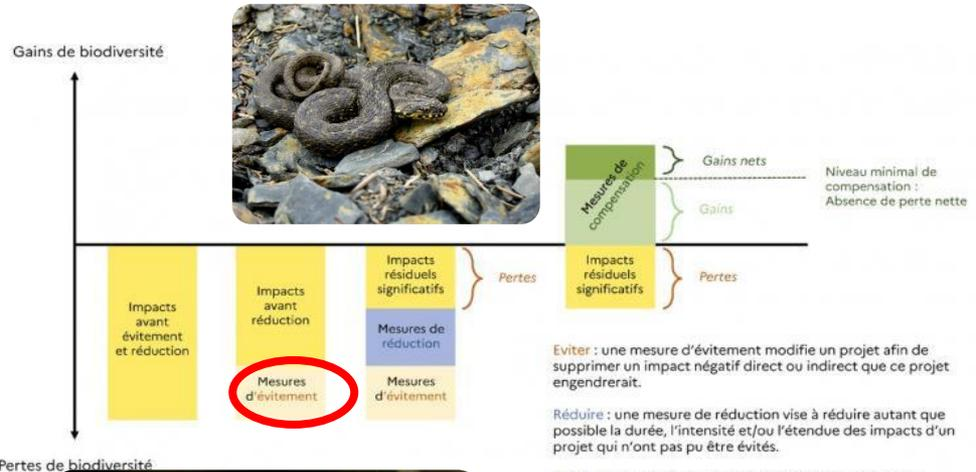 Gains de biodiversité
Impacts
avant
évitement
et réduction
Impacts
avant
réduction
Mesures
d'évitement
Impacts
résiduels
significatifs
Pertes
Mesures de
réduction
Mesures
d'évitement
Mesures de
compensation
Gains nets
Gains
Niveau minimal de
compensation :
Absence de perte nette
Impacts
résiduels
significatifs
Pertes
Eviter : une mesure d'évitement modifie un projet afin de
supprimer un impact négatif direct ou indirect que ce projet
engendrerait.
Réduire : une mesure de réduction vise à réduire autant que
possible la durée, l'intensité et/ou l'étendue des impacts d'un
projet qui n'ont pas pu être évités.
Pertes de biodiversité